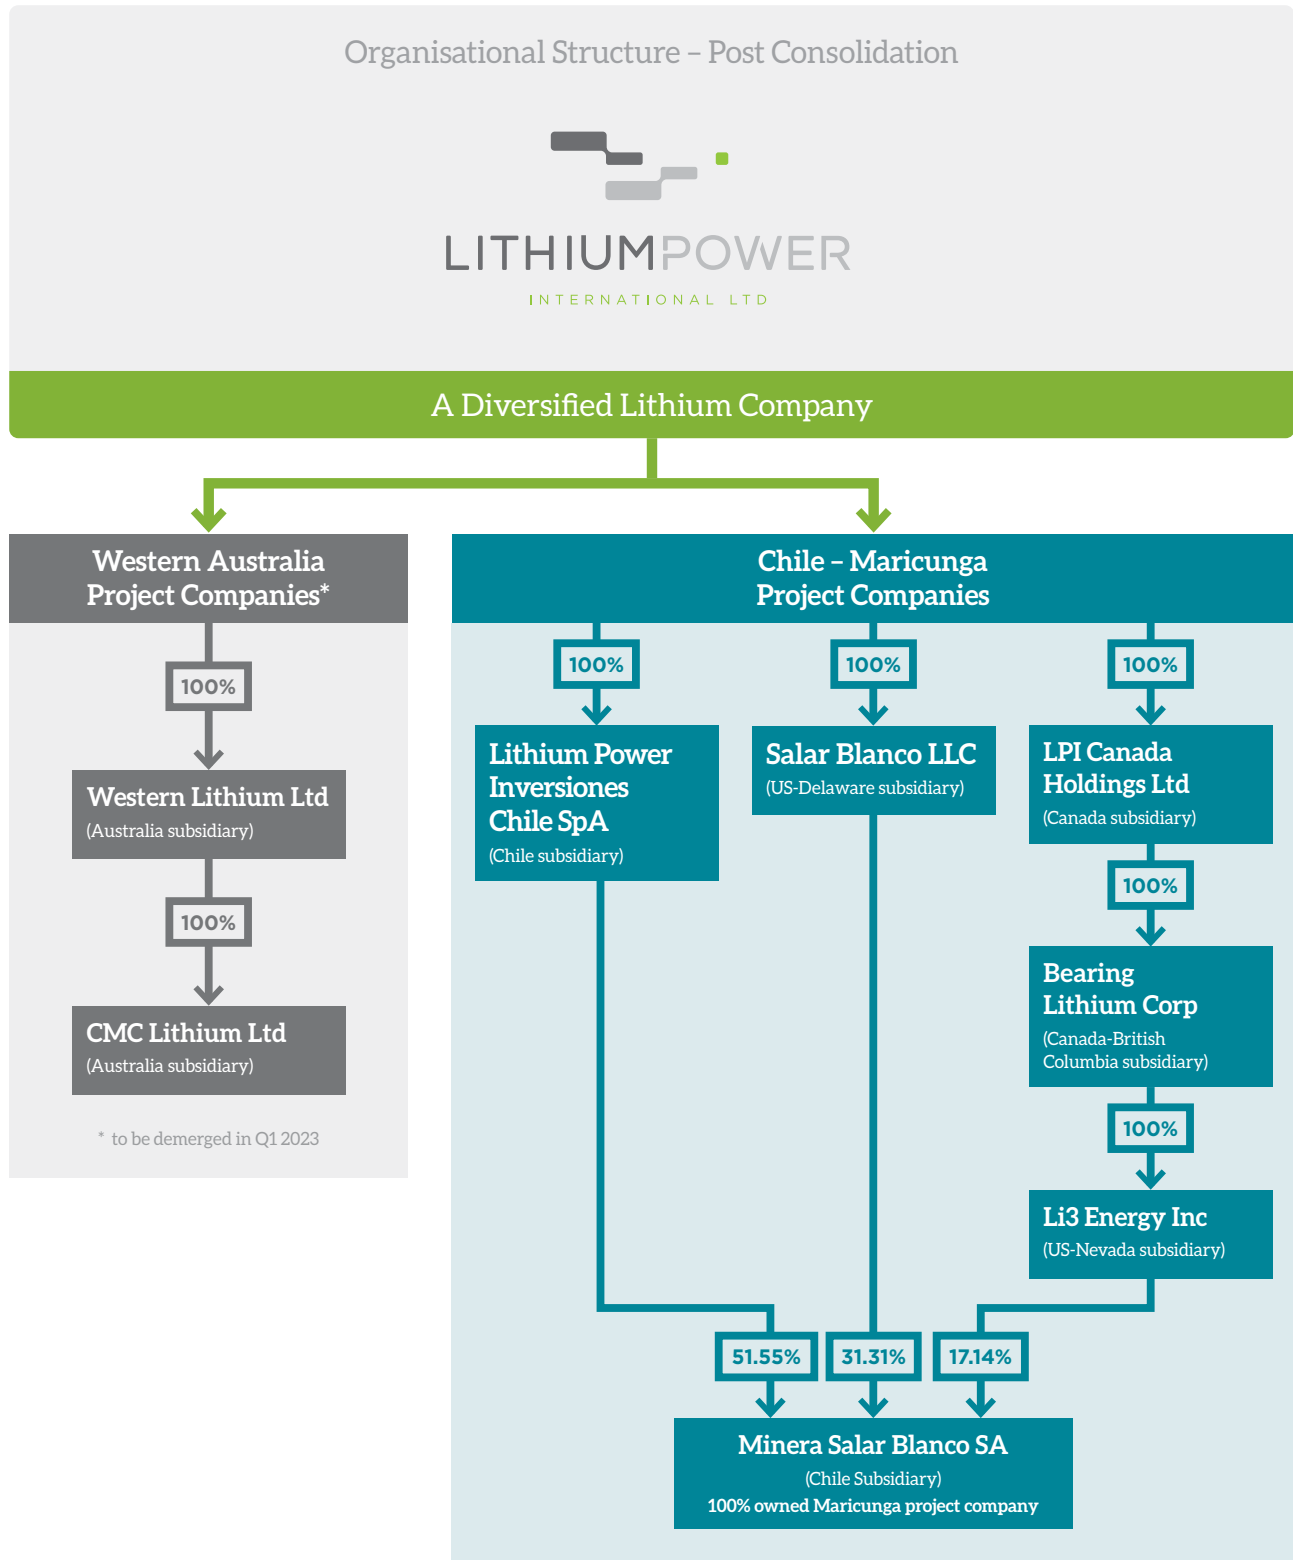 Organisational Structure – Post Consolidation
LITHIUMPOWER
INTERNATIONAL LTD
A Diversified Lithium Company
Western Australia
Project Companies*
100%
Western Lithium Ltd
(Australia subsidiary)
100%
CMC Lithium Ltd
(Australia subsidiary)
* to be demerged in Q1 2023
Chile – Maricunga
Project Companies
100%
Lithium Power
Inversiones
Chile SpA
(Chile subsidiary)
100%
Salar Blanco LLC
(US-Delaware subsidiary)
100%
LPI Canada
Holdings Ltd
(Canada subsidiary)
100%
Bearing
Lithium Corp
(Canada-British
Columbia subsidiary)
100%
Li3 Energy Inc
(US-Nevada subsidiary)
51.55%
31.31%
17.14%
Minera Salar Blanco SA
(Chile Subsidiary)
100% owned Maricunga project company